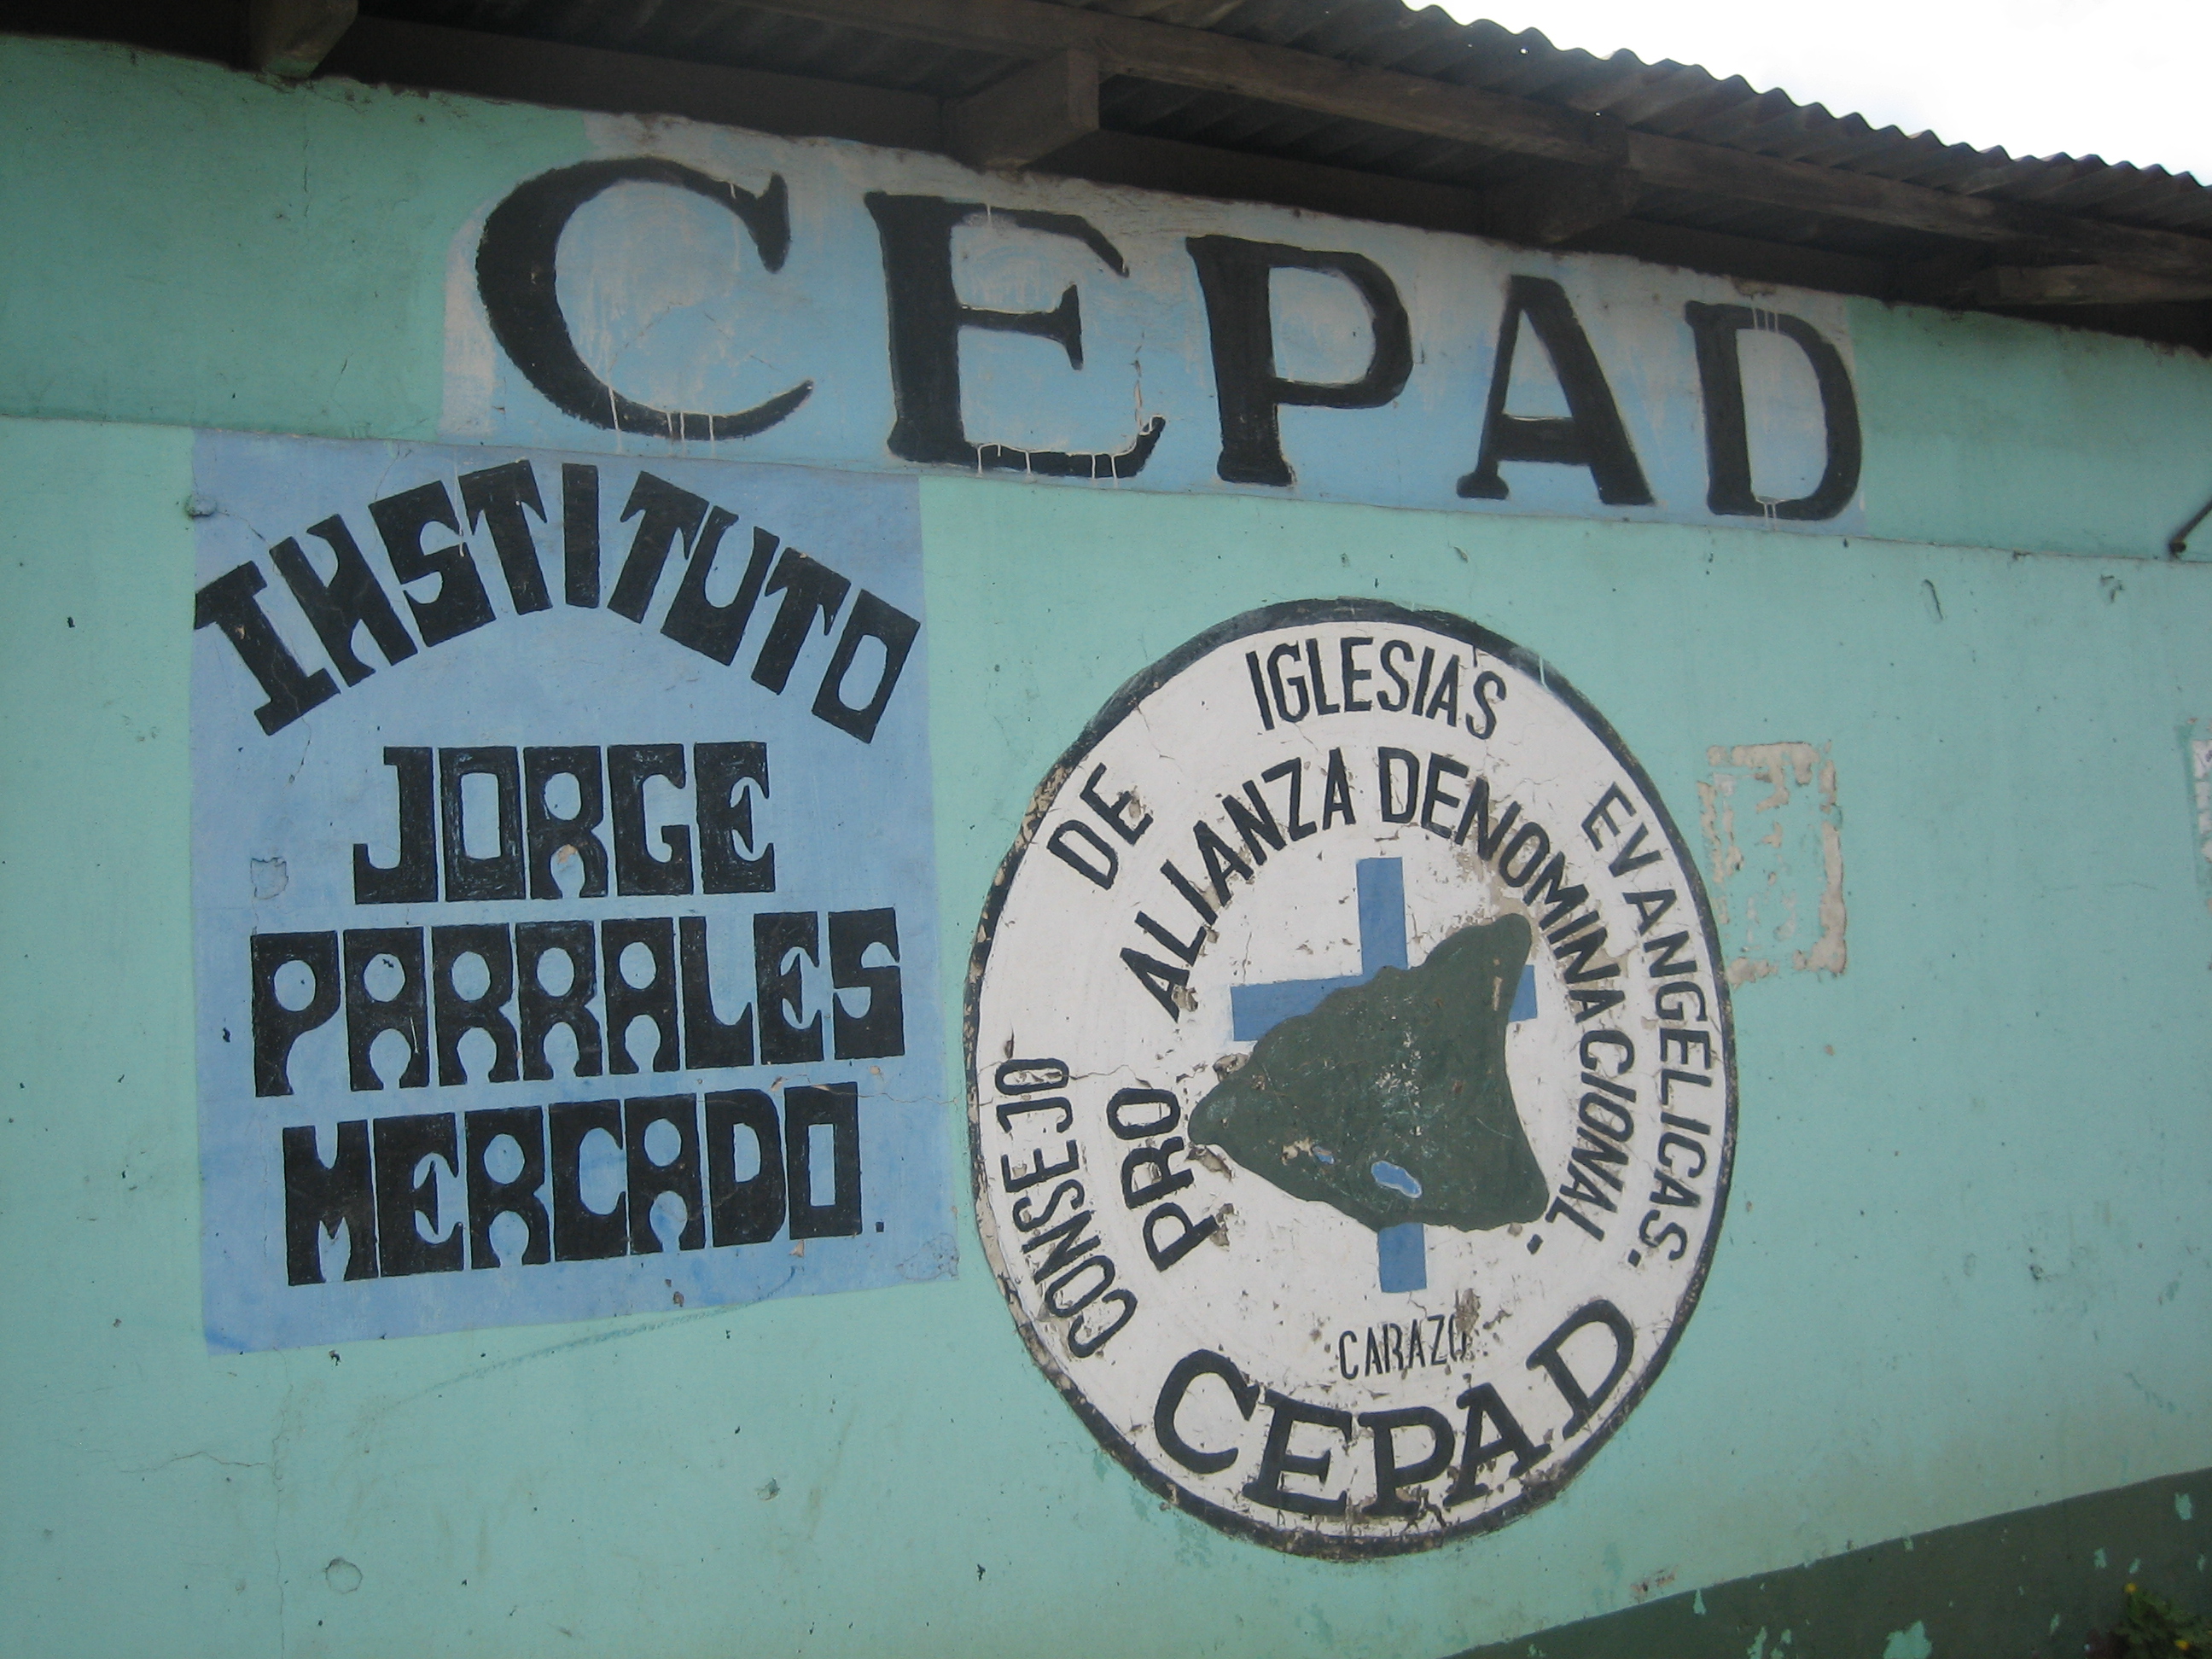 CEPAD
INSTITUTO
JORGE
PARRALES
MERCADO.
CONSEJO DE IGLESIAS EVANGELICAS.
PRO ALIANZA DENOMINACIONAL.
CARAZO.
CEPAD